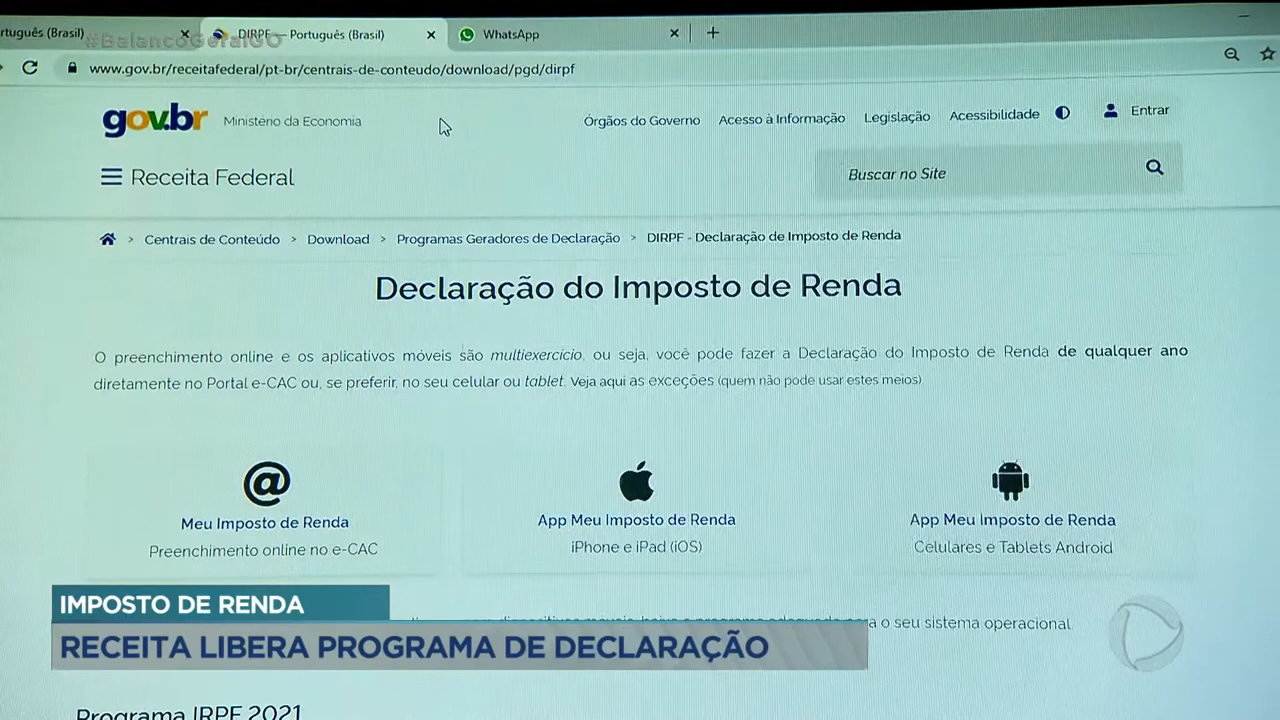 rtuguês (Brasil)
#BalançoGeralGO
DIRPF — Português (Brasil)
WhatsApp
www.gov.br/receitafederal/pt-br/centrais-de-conteudo/download/pgd/dirpf
gov.br Ministério da Economia
Órgãos do Governo Acesso à Informação Legislação Acessibilidade Entrar
Receita Federal
Buscar no Site
> Centrais de Conteúdo > Download > Programas Geradores de Declaração > DIRPF - Declaração de Imposto de Renda
Declaração do Imposto de Renda
O preenchimento online e os aplicativos móveis são multiexercício, ou seja, você pode fazer a Declaração do Imposto de Renda de qualquer ano
diretamente no Portal e-CAC ou, se preferir, no seu celular ou tablet. Veja aqui as exceções (quem não pode usar estes meios)
@
Meu Imposto de Renda
Preenchimento online no e-CAC
App Meu Imposto de Renda
iPhone e iPad (iOS)
App Meu Imposto de Renda
Celulares e Tablets Android
o seu sistema operacional.
IMPOSTO DE RENDA
RECEITA LIBERA PROGRAMA DE DECLARAÇÃO
Programa IRPF 2021